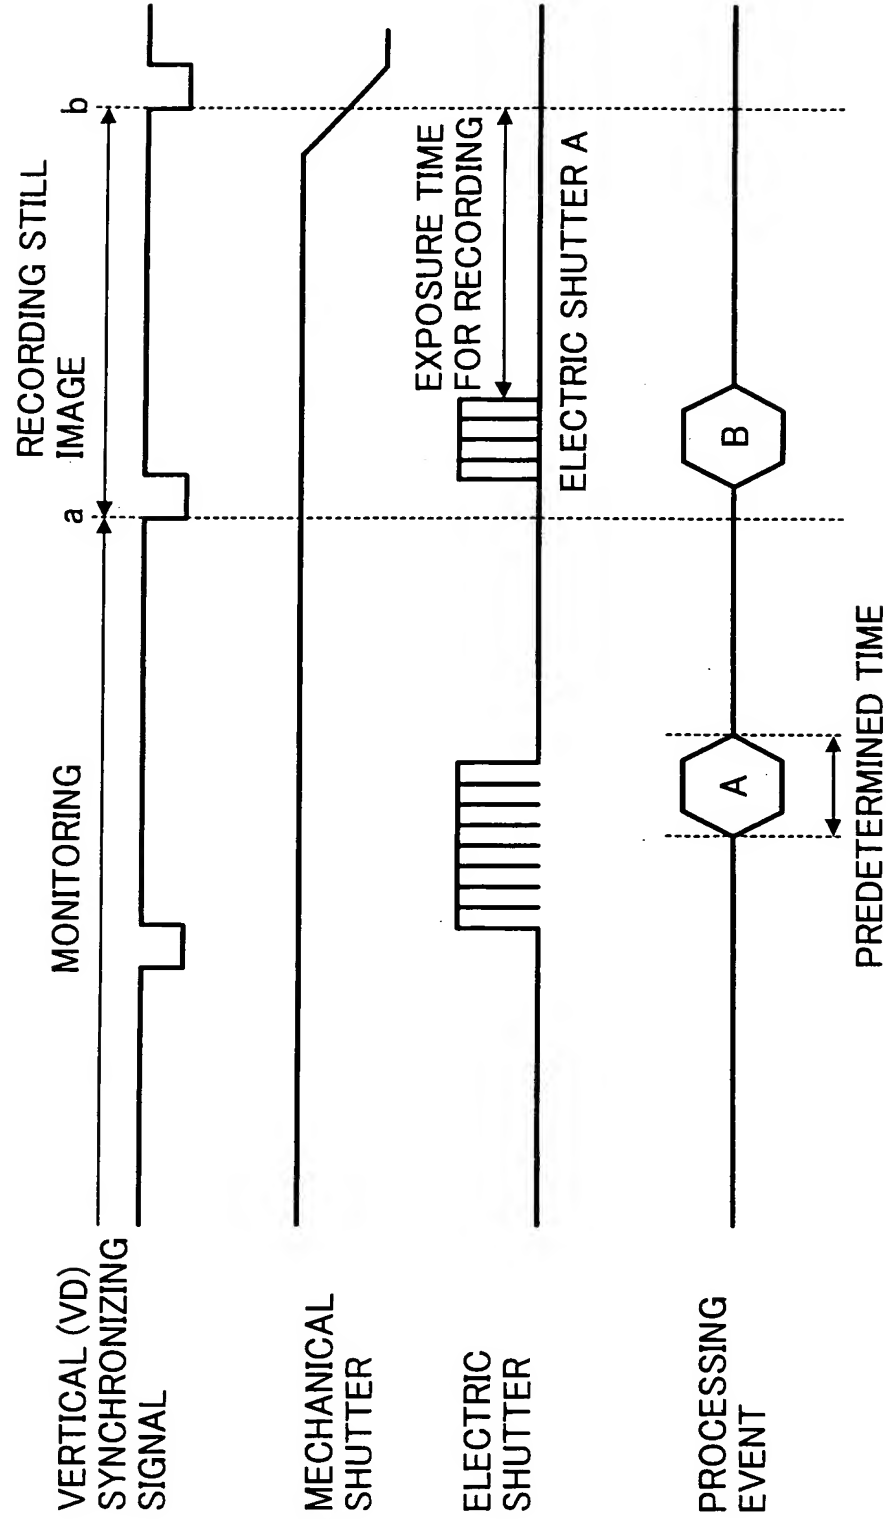 MONITORING
a
RECORDING STILL
IMAGE
b
VERTICAL (VD)
SYNCHRONIZING
SIGNAL
MECHANICAL
SHUTTER
EXPOSURE TIME
FOR RECORDING
ELECTRIC
SHUTTER
ELECTRIC SHUTTER A
PROCESSING
EVENT
A
B
PREDETERMINED TIME